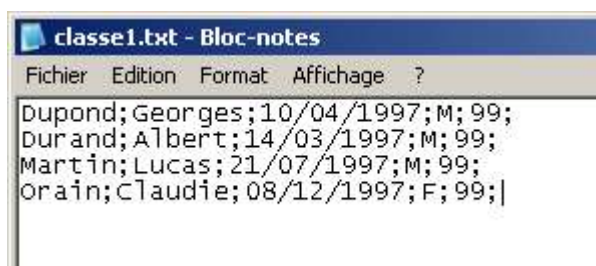 classe1.txt - Bloc-notes
Fichier Edition Format Affichage ?
Dupond;Georges;10/04/1997;M;99;
Durand;Albert;14/03/1997;M;99;
Martin;Lucas;21/07/1997;M;99;
Orain;Claudie;08/12/1997;F;99;